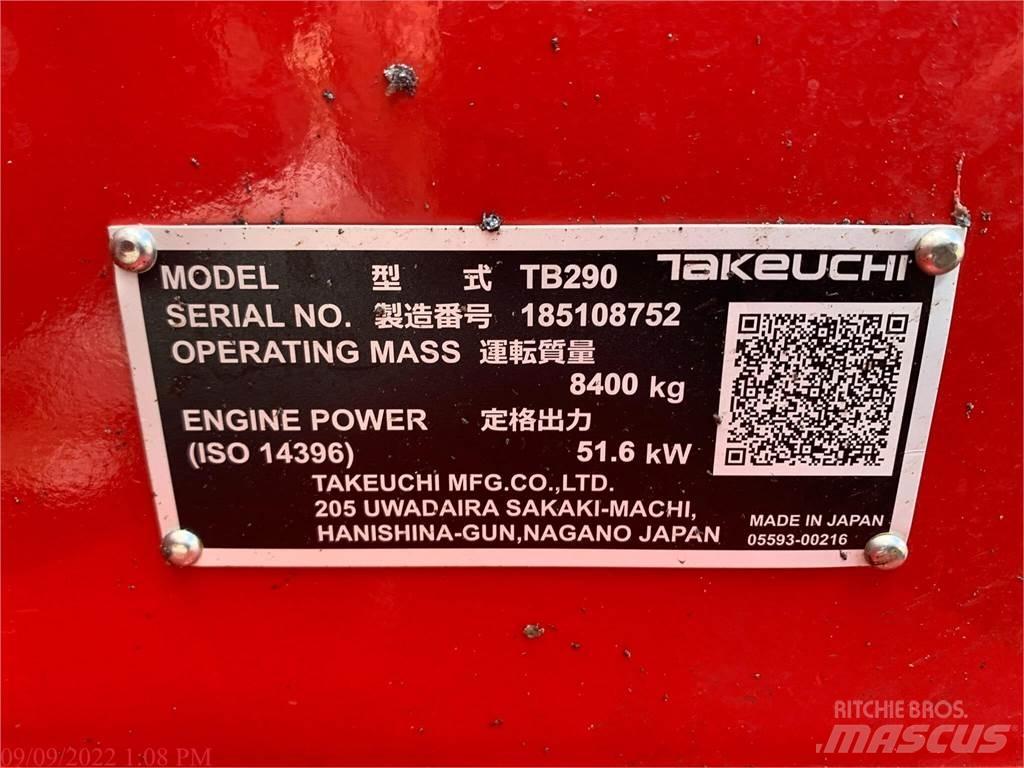 MODEL 型 式 TB290 TAKEUCHI
SERIAL NO. 製造番号 185108752
OPERATING MASS 運転質量
8400 kg
ENGINE POWER 定格出力
(ISO 14396) 51.6 kW
TAKEUCHI MFG.CO.,LTD.
205 UWADAIRA SAKAKI-MACHI,
HANISHINA-GUN,NAGANO JAPAN
MADE IN JAPAN
05593-00216
RITCHIE BROS.
MASCUS
09/09/2022 1:08 PM